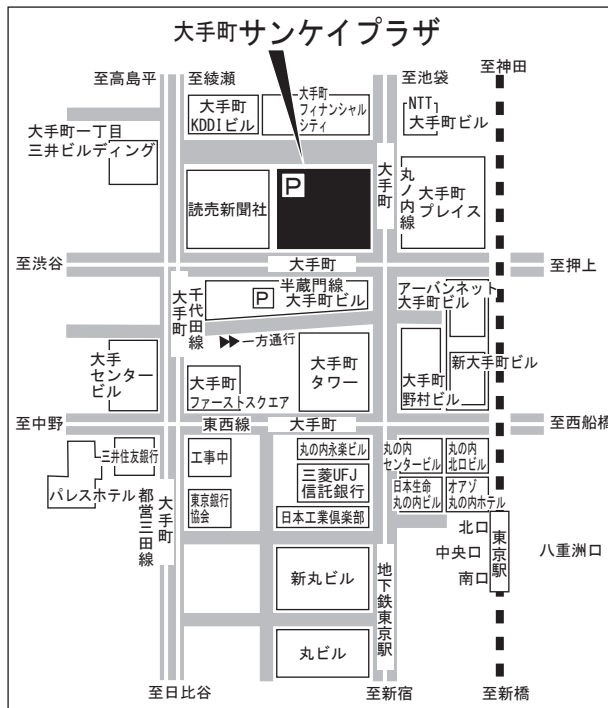 大手町サンケイプラザ
至神田
至高島平
至綾瀬
至池袋
大手町
KDDIビル
大手町
フィナンシャル
シティ
NTT
大手町ビル
大手町一丁目
三井ビルディング
P
読売新聞社
大手町
丸ノ内線
大手町
プレイス
至渋谷
大手町
至押上
千代田線
大手町
半蔵門線
P
大手町ビル
アーバンネット
大手町ビル
一方通行
大手
センター
ビル
大手町
ファーストスクエア
大手町
タワー
大手町
野村ビル
新大手町ビル
至中野
東西線
大手町
至西船橋
三井住友銀行
工事中
丸の内永楽ビル
丸の内
センタービル
丸の内
北口ビル
パレスホテル
都営三田線
大手町
東京銀行
協会
三菱UFJ
信託銀行
日本工業倶楽部
日本生命
丸の内ビル
オアゾ
丸の内ホテル
北口
中央口
南口
東京駅
八重洲口
新丸ビル
地下鉄東京駅
丸ビル
至日比谷
至新宿
至新橋